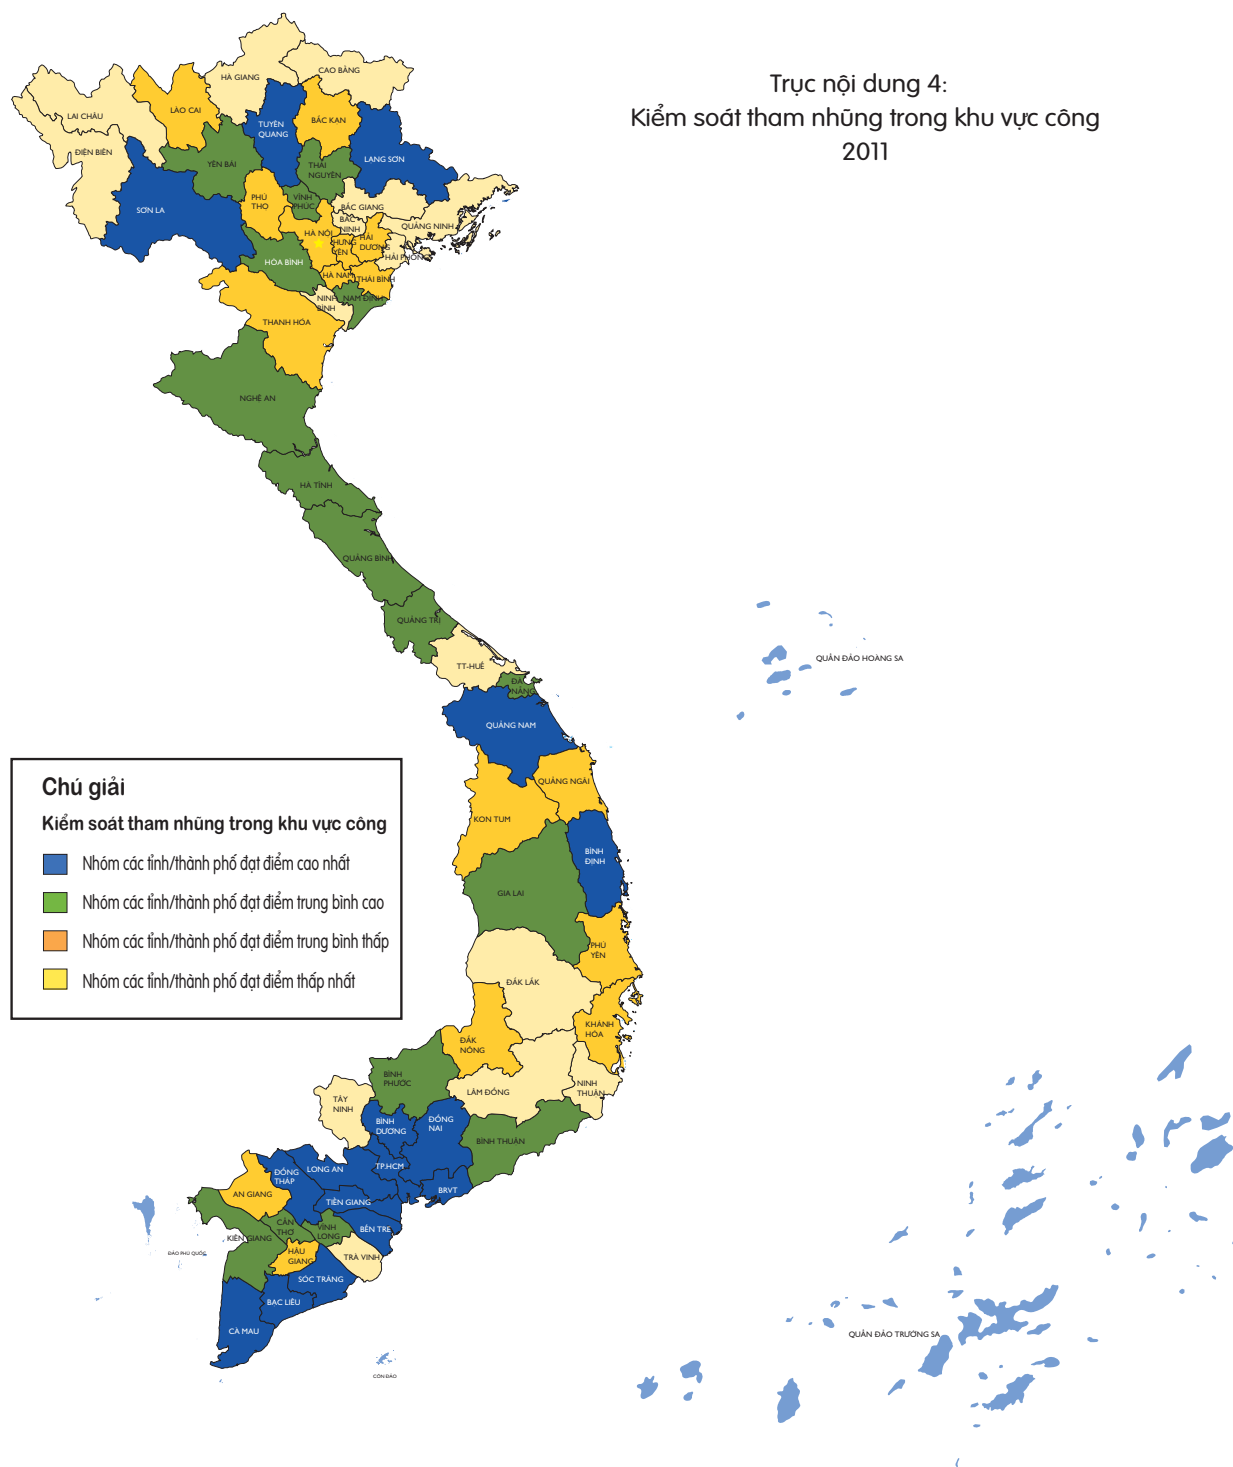 Trục nội dung 4:
Kiểm soát tham nhũng trong khu vực công
2011
HÀ GIANG
CAO BẰNG
LAI CHÂU
LÀO CAI
TUYÊN
QUANG
BẮC KẠN
ĐIỆN BIÊN
YÊN BÁI
THÁI
NGUYÊN
LẠNG SƠN
SƠN LA
PHÚ
THỌ
VĨNH
PHÚC
BẮC GIANG
BẮC
NINH
QUẢNG NINH
HÀ NỘI
HƯNG
YÊN
HẢI
DƯƠNG
HẢI PHÒNG
HÒA BÌNH
HÀ NAM
THÁI BÌNH
NINH
BÌNH
NAM ĐỊNH
THANH HÓA
NGHỆ AN
HÀ TĨNH
QUẢNG BÌNH
QUẢNG TRỊ
TT-HUẾ
ĐÀ
NẴNG
QUẦN ĐẢO HOÀNG SA
QUẢNG NAM
QUẢNG NGÃI
KON TUM
BÌNH
ĐỊNH
GIA LAI
PHÚ
YÊN
ĐẮK LẮK
KHÁNH
HÒA
ĐẮK
NÔNG
LÂM ĐỒNG
NINH
THUẬN
BÌNH
PHƯỚC
TÂY
NINH
BÌNH
DƯƠNG
ĐỒNG
NAI
BÌNH THUẬN
TP.HCM
LONG AN
ĐỒNG
THÁP
BRVT
AN GIANG
TIỀN GIANG
BẾN TRE
CẦN
THƠ
VĨNH
LONG
KIÊN GIANG
HẬU
GIANG
TRÀ VINH
SÓC TRĂNG
BẠC LIÊU
CÀ MAU
ĐẢO PHÚ QUỐC
CÔN ĐẢO
QUẦN ĐẢO TRƯỜNG SA
Chú giải
Kiểm soát tham nhũng trong khu vực công
Nhóm các tỉnh/thành phố đạt điểm cao nhất
Nhóm các tỉnh/thành phố đạt điểm trung bình cao
Nhóm các tỉnh/thành phố đạt điểm trung bình thấp
Nhóm các tỉnh/thành phố đạt điểm thấp nhất